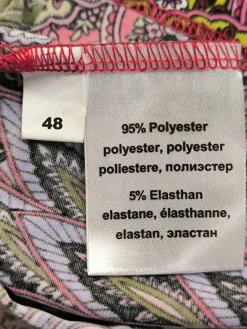 48
95% Polyester
polyester, polyester
poliestere, полиэстер
5% Elasthan
elastane, élasthanne,
elastan, эластан